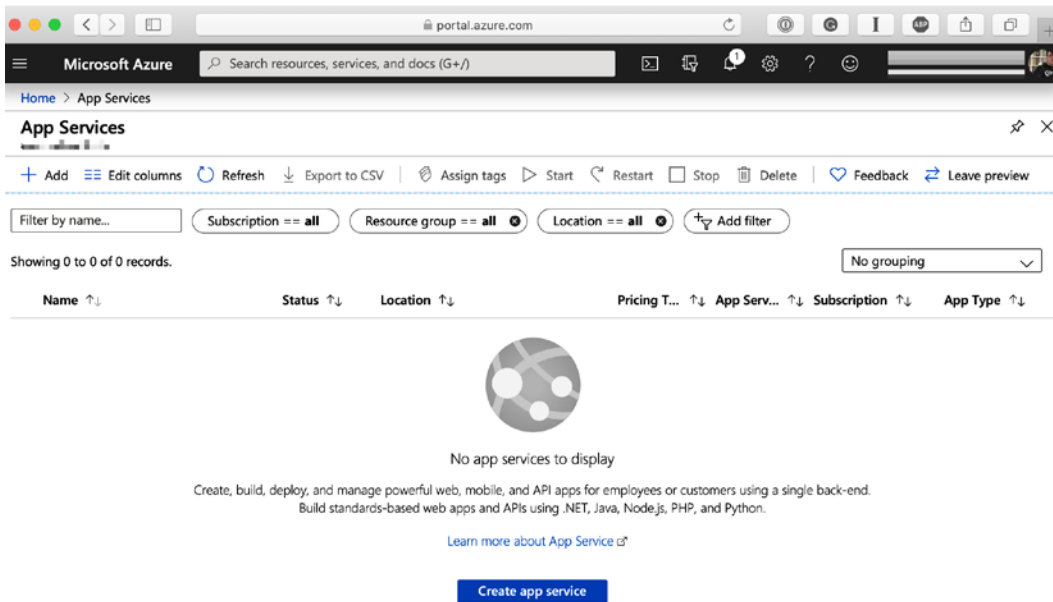 portal.azure.com
Microsoft Azure Search resources, services, and docs (G+/) 1
Home > App Services
App Services
Add Edit columns Refresh Export to CSV Assign tags Start Restart Stop Delete Feedback Leave preview
Filter by name... Subscription == all Resource group == all Location == all Add filter
Showing 0 to 0 of 0 records. No grouping
Name Status Location Pricing T... App Serv... Subscription App Type
No app services to display
Create, build, deploy, and manage powerful web, mobile, and API apps for employees or customers using a single back-end.
Build standards-based web apps and APIs using .NET, Java, Node.js, PHP, and Python.
Learn more about App Service
Create app service